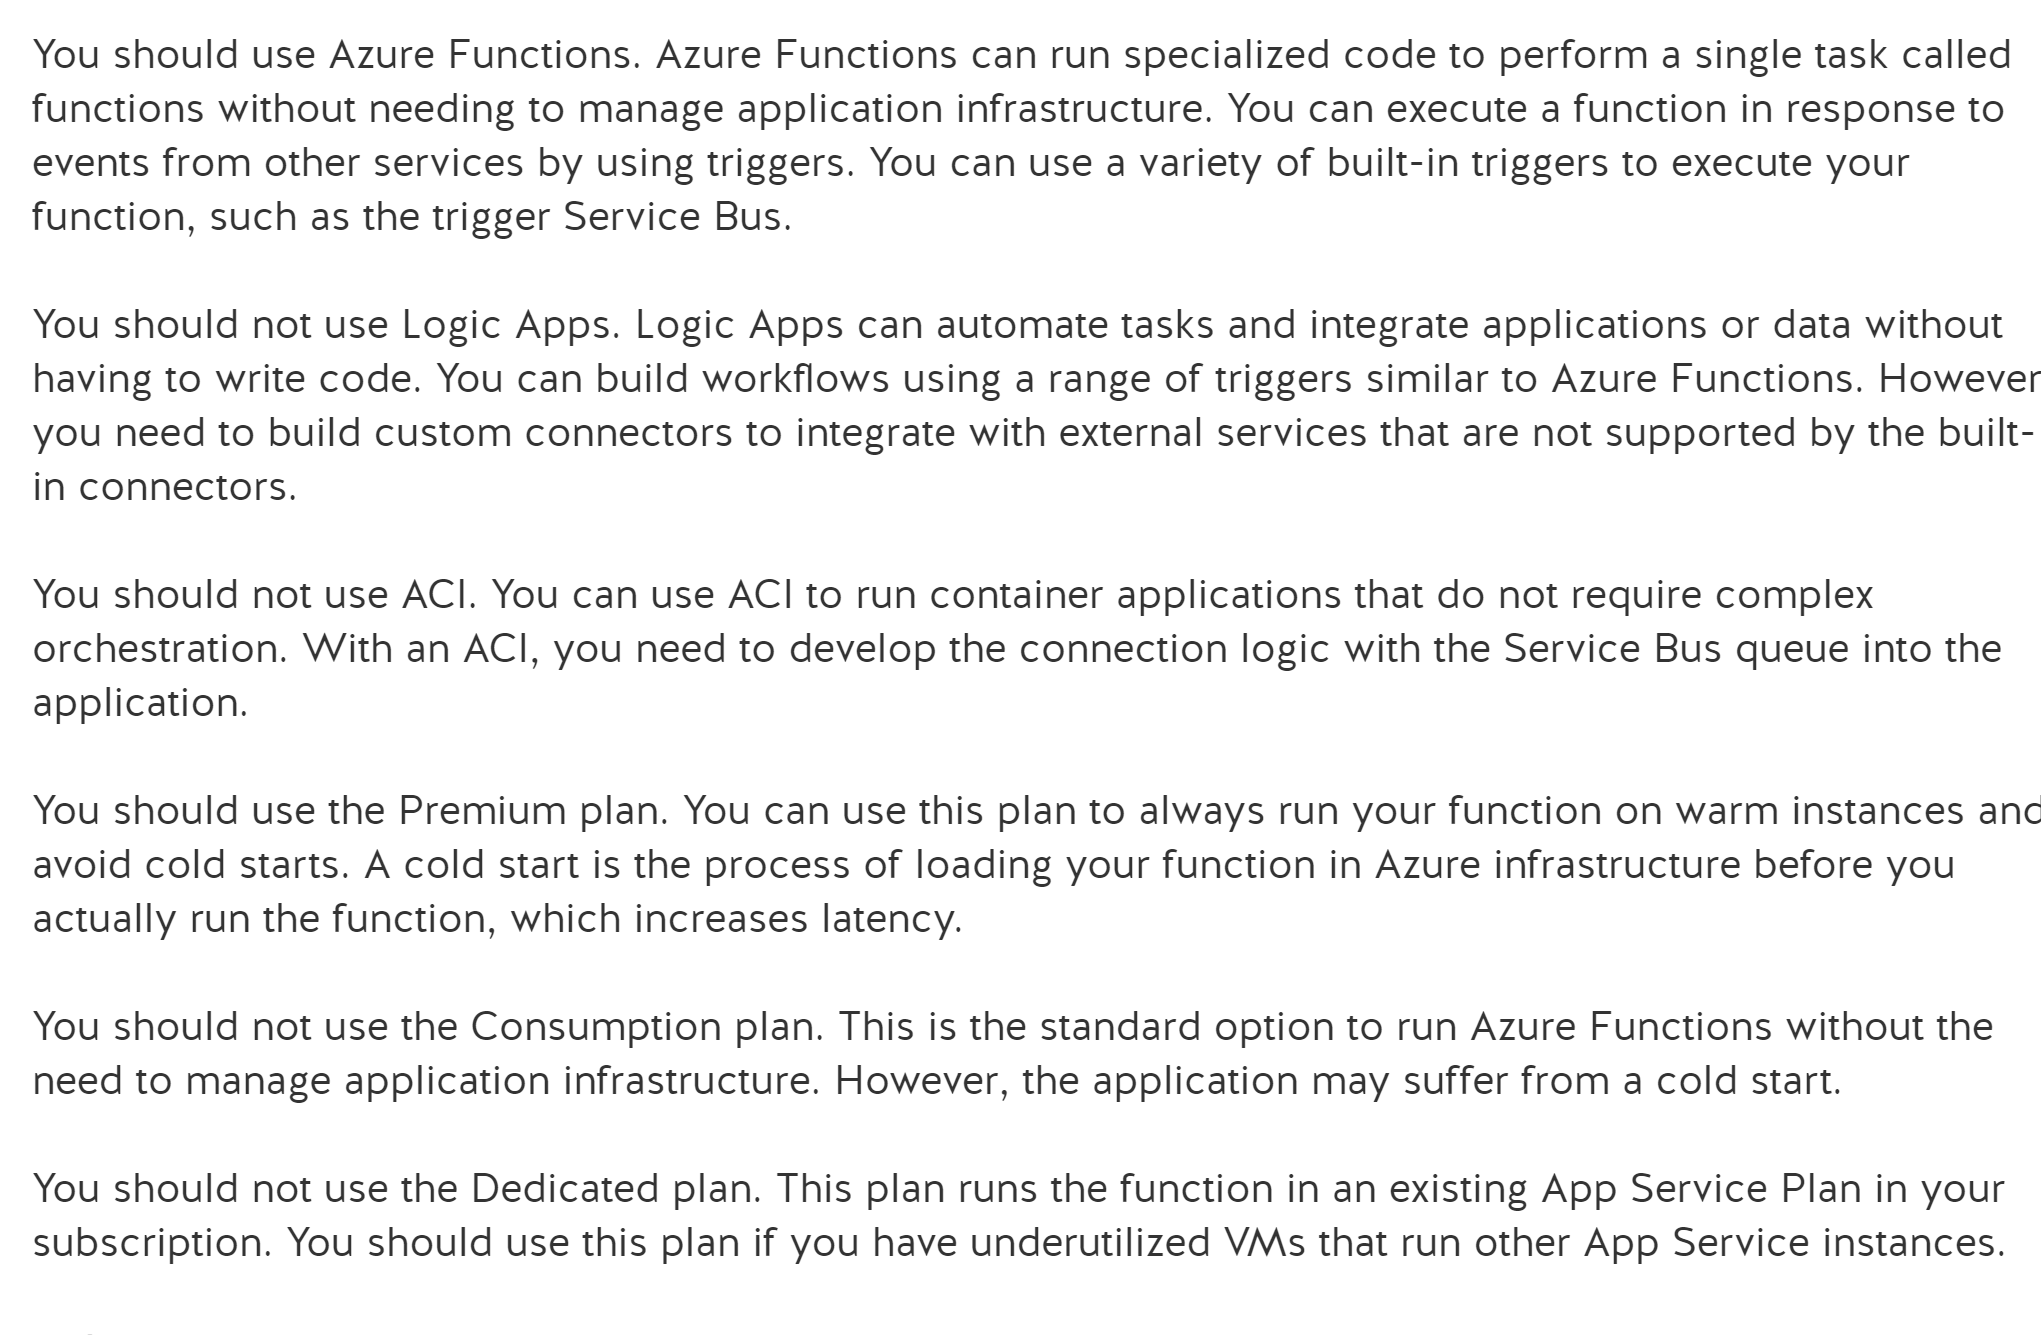 You should use Azure Functions. Azure Functions can run specialized code to perform a single task called
functions without needing to manage application infrastructure. You can execute a function in response to
events from other services by using triggers. You can use a variety of built-in triggers to execute your
function, such as the trigger Service Bus.
You should not use Logic Apps. Logic Apps can automate tasks and integrate applications or data without
having to write code. You can build workflows using a range of triggers similar to Azure Functions. However
you need to build custom connectors to integrate with external services that are not supported by the built-
in connectors.
You should not use ACI. You can use ACI to run container applications that do not require complex
orchestration. With an ACI, you need to develop the connection logic with the Service Bus queue into the
application.
You should use the Premium plan. You can use this plan to always run your function on warm instances and
avoid cold starts. A cold start is the process of loading your function in Azure infrastructure before you
actually run the function, which increases latency.
You should not use the Consumption plan. This is the standard option to run Azure Functions without the
need to manage application infrastructure. However, the application may suffer from a cold start.
You should not use the Dedicated plan. This plan runs the function in an existing App Service Plan in your
subscription. You should use this plan if you have underutilized VMs that run other App Service instances.